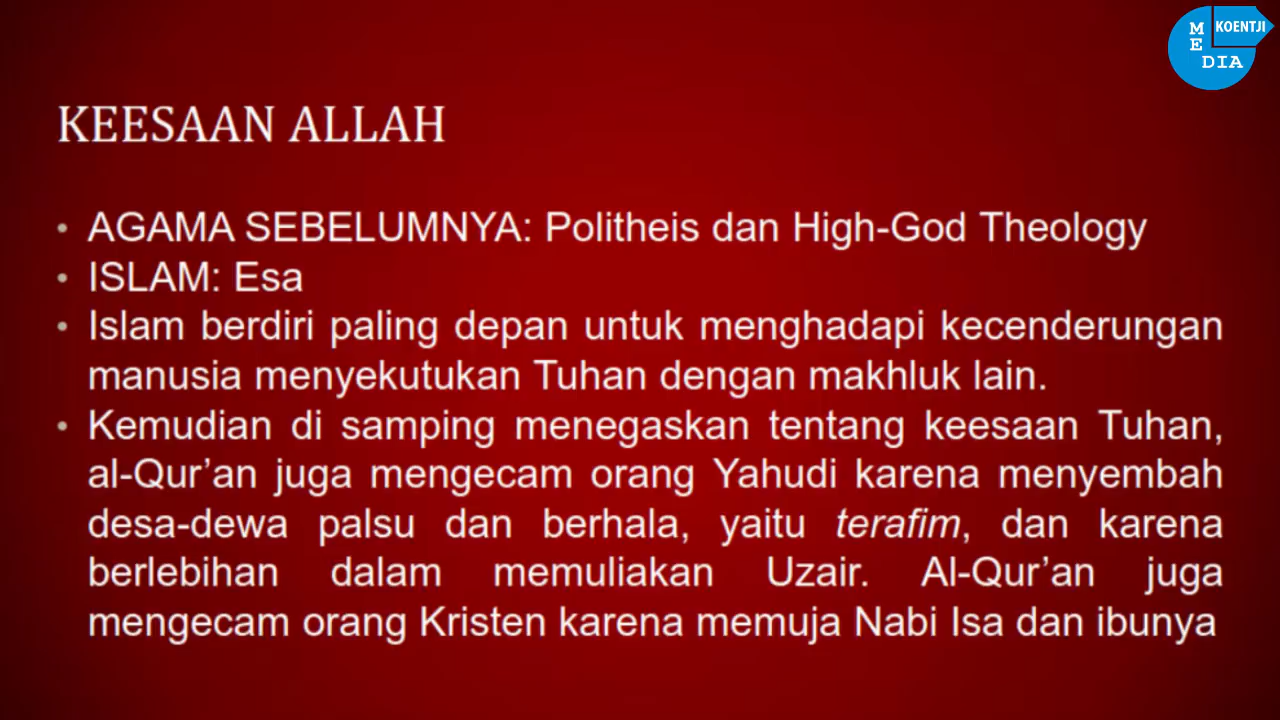 KOENTJI
ME
DIA
KEESAAN ALLAH
• AGAMA SEBELUMNYA: Politheis dan High-God Theology
• ISLAM: Esa
• Islam berdiri paling depan untuk menghadapi kecenderungan
manusia menyekutukan Tuhan dengan makhluk lain.
• Kemudian di samping menegaskan tentang keesaan Tuhan,
al-Qur’an juga mengecam orang Yahudi karena menyembah
desa-dewa palsu dan berhala, yaitu terafim, dan karena
berlebihan dalam memuliakan Uzair. Al-Qur’an juga
mengecam orang Kristen karena memuja Nabi Isa dan ibunya